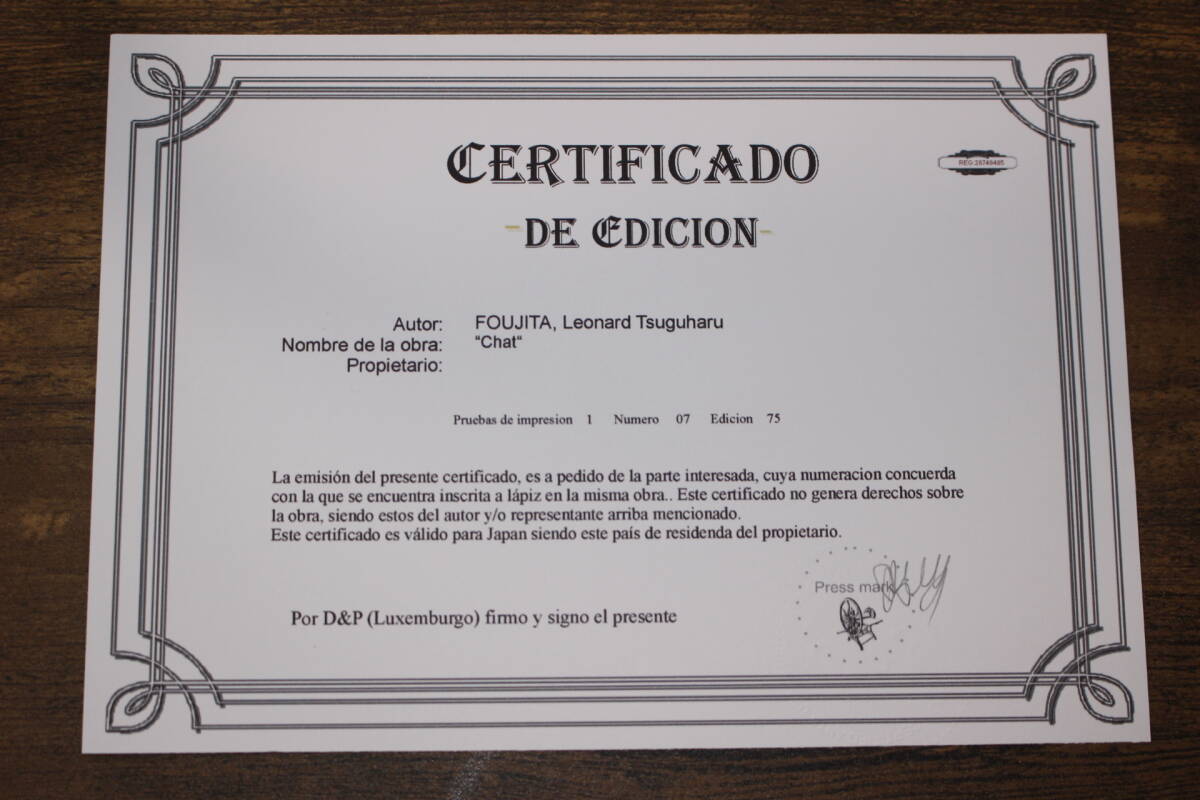 CERTIFICADO
REG:28748485
-DE EDICION-
Autor: FOUJITA, Leonard Tsuguharu
Nombre de la obra: "Chat"
Propietario:
Pruebas de impresion 1 Numero 07 Edicion 75
La emisión del presente certificado, es a pedido de la parte interesada, cuya numeracion concuerda
con la que se encuentra inscrita a lápiz en la misma obra.. Este certificado no genera derechos sobre
la obra, siendo estos del autor y/o representante arriba mencionado.
Este certificado es válido para Japan siendo este país de residenda del propietario.
Press mark
Por D&P (Luxemburgo) firmo y signo el presente